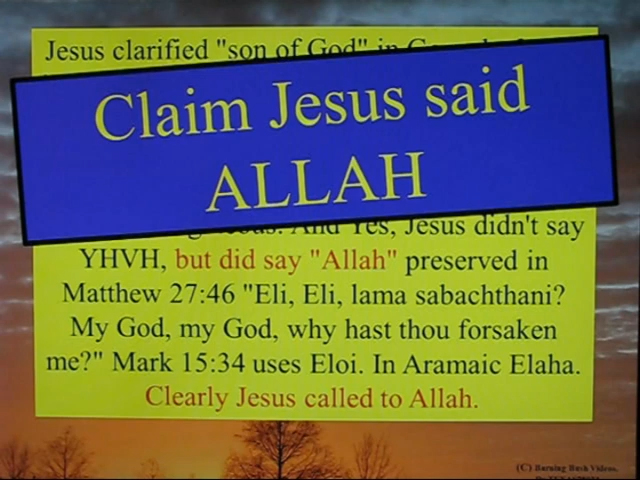 Jesus clarified "son of God" in
Claim Jesus said
ALLAH
And Yes, Jesus didn't say
YHVH, but did say "Allah" preserved in
Matthew 27:46 "Eli, Eli, lama sabachthani?
My God, my God, why hast thou forsaken
me?" Mark 15:34 uses Eloi. In Aramaic Elaha.
Clearly Jesus called to Allah.
(C) Burning Bush Videos,